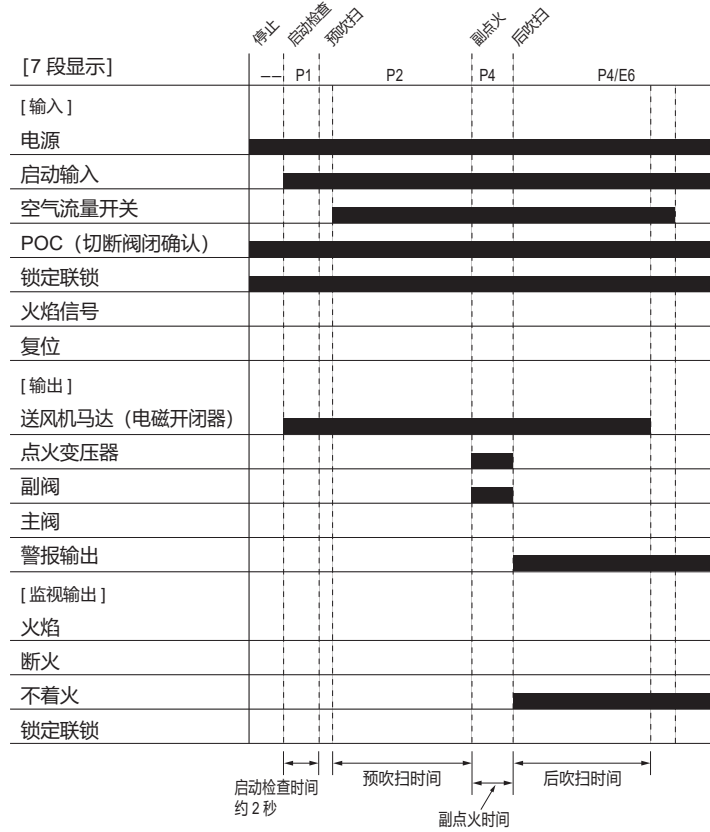 停止 启动检查 预吹扫 副点火 后吹扫
[7 段显示] –– P1 P2 P4 P4/E6
[ 输入 ]
电源
启动输入
空气流量开关
POC（切断阀闭确认）
锁定联锁
火焰信号
复位
[ 输出 ]
送风机马达（电磁开闭器）
点火变压器
副阀
主阀
警报输出
[ 监视输出 ]
火焰
断火
不着火
锁定联锁
启动检查时间 预吹扫时间 后吹扫时间
约 2 秒
副点火时间